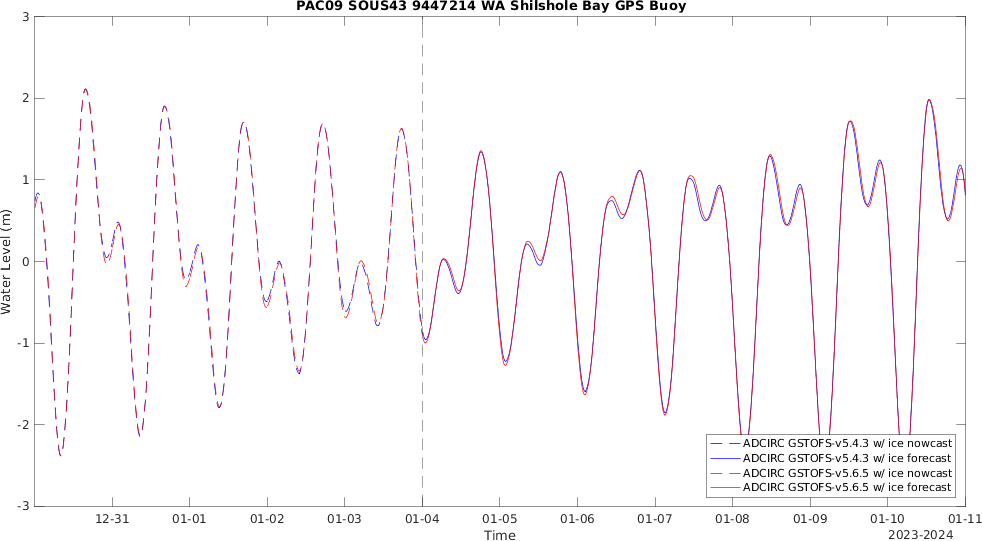 PAC09 SOUS43 9447214 WA Shilshole Bay GPS Buoy
3
2
1
0
-1
-2
-3
Water Level (m)
ADCIRC GSTOFS-v5.4.3 w/ ice nowcast
ADCIRC GSTOFS-v5.4.3 w/ ice forecast
ADCIRC GSTOFS-v5.6.5 w/ ice nowcast
ADCIRC GSTOFS-v5.6.5 w/ ice forecast
12-31 01-01 01-02 01-03 01-04 01-05 01-06 01-07 01-08 01-09 01-10 01-11
Time
2023-2024